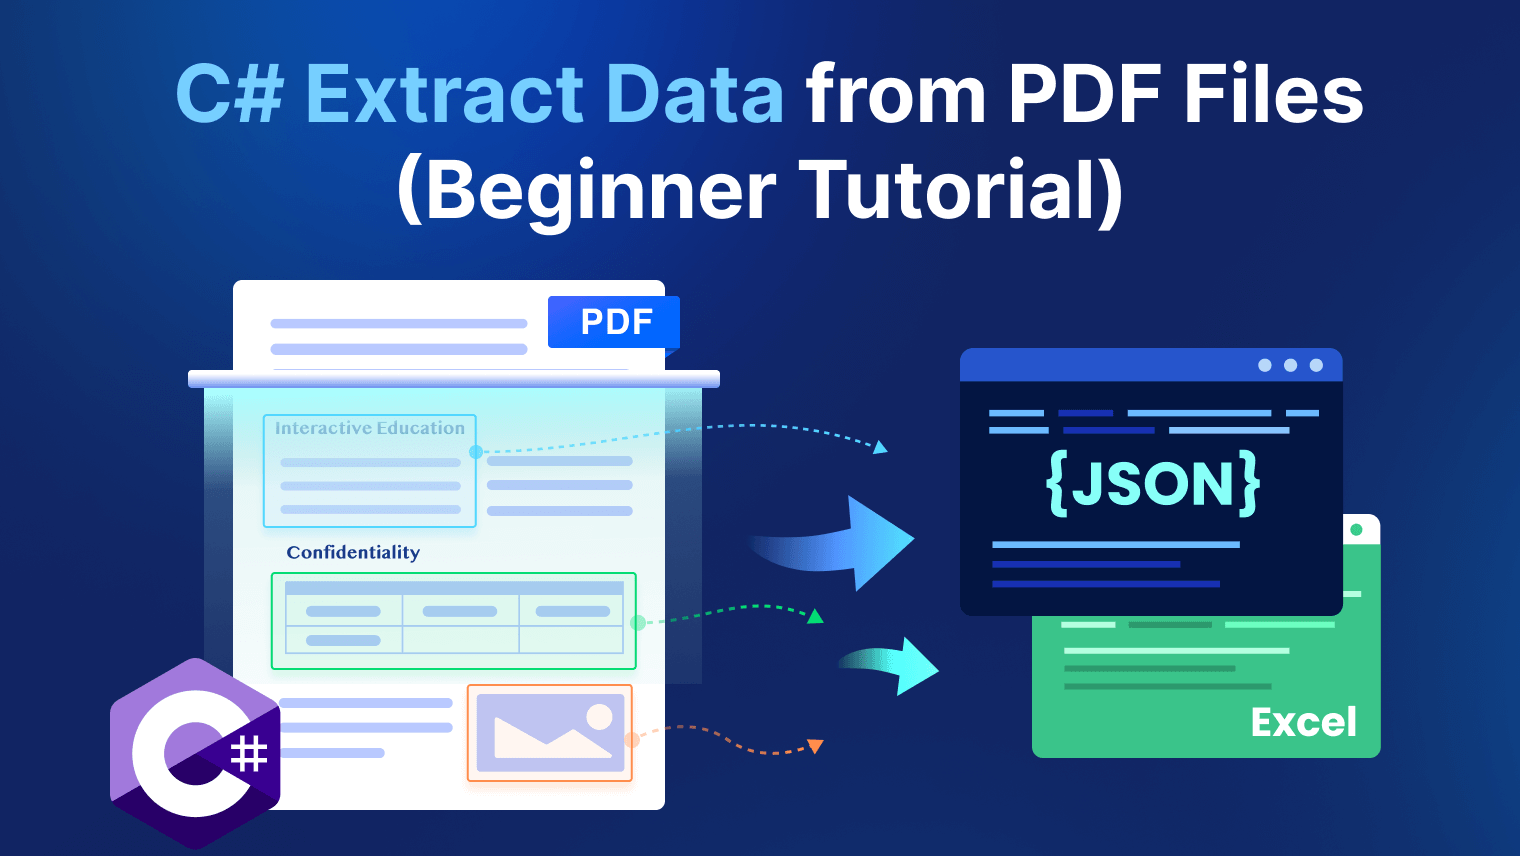 C# Extract Data from PDF Files
(Beginner Tutorial)
PDF
Interactive Education
Confidentiality
{JSON}
Excel
C#